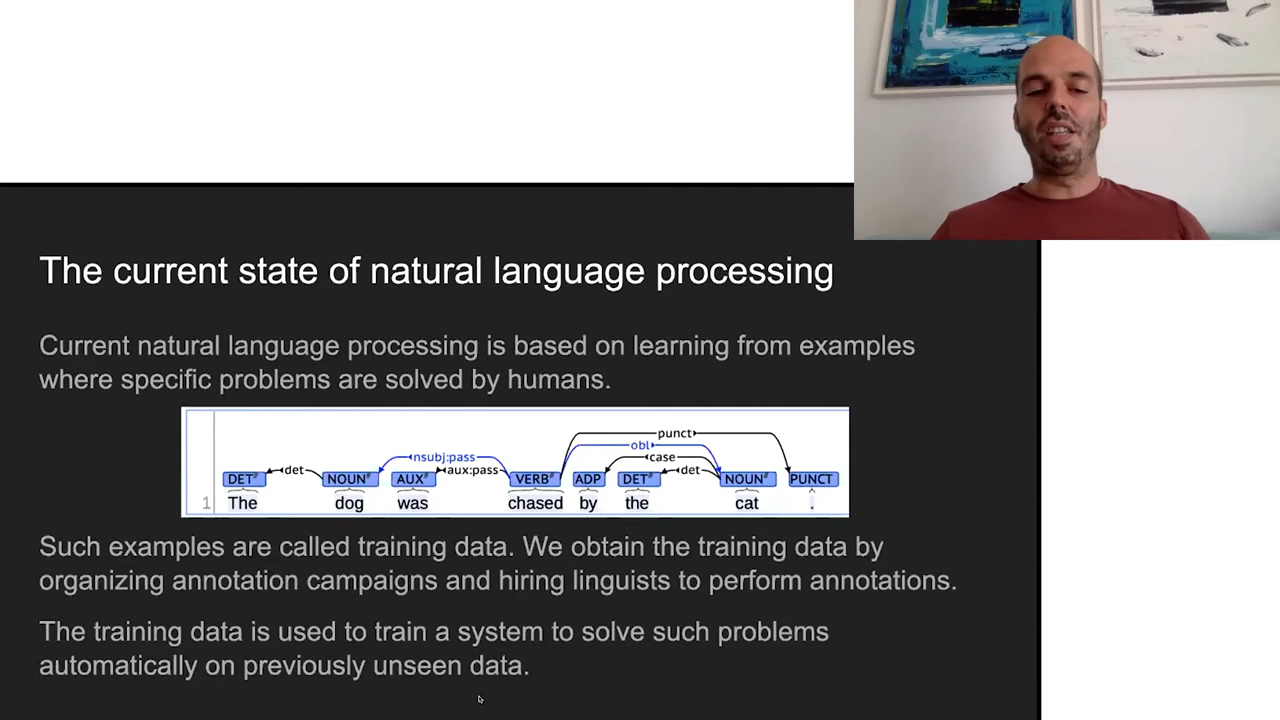 The current state of natural language processing
Current natural language processing is based on learning from examples
where specific problems are solved by humans.
punct
obl
nsubj:pass case
det aux:pass det
DET NOUN AUX VERB ADP DET NOUN PUNCT
1 The dog was chased by the cat .
Such examples are called training data. We obtain the training data by
organizing annotation campaigns and hiring linguists to perform annotations.
The training data is used to train a system to solve such problems
automatically on previously unseen data.